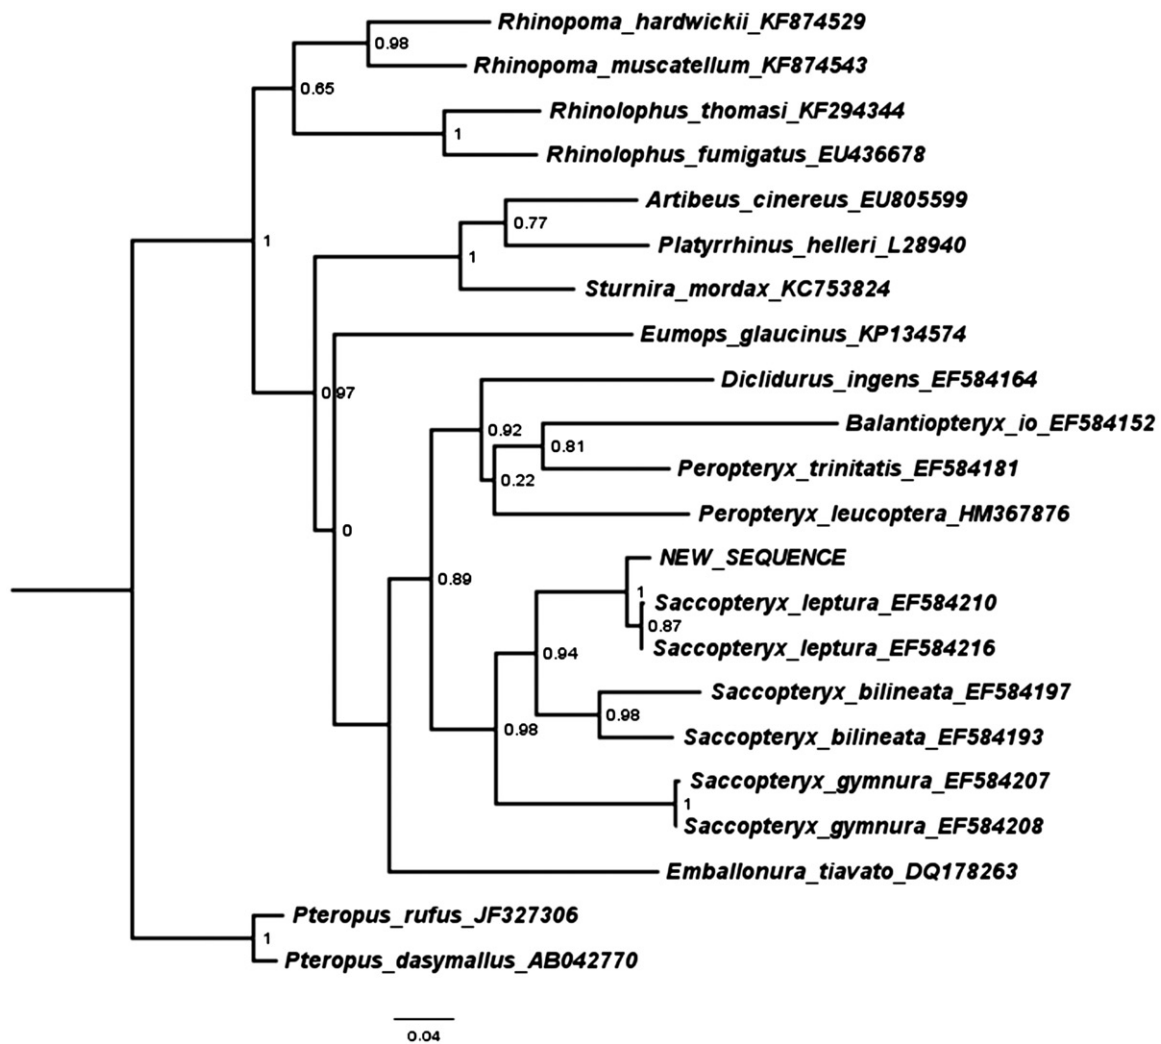 Rhinopoma_hardwickii_KF874529
0.98
Rhinopoma_muscatellum_KF874543
0.65
Rhinolophus_thomasi_KF294344
1
Rhinolophus_fumigatus_EU436678
Artibeus_cinereus_EU805599
0.77
Platyrrhinus_helleri_L28940
1
1
Sturnira_mordax_KC753824
Eumops_glaucinus_KP134574
Diclidurus_ingens_EF584164
0.97
Balantiopteryx_io_EF584152
0.92
0.81
Peropteryx_trinitatis_EF584181
0.22
Peropteryx_leucoptera_HM367876
0
NEW_SEQUENCE
0.89
1
Saccopteryx_leptura_EF584210
0.87
Saccopteryx_leptura_EF584216
0.94
Saccopteryx_bilineata_EF584197
0.98
0.98
Saccopteryx_bilineata_EF584193
Saccopteryx_gymnura_EF584207
1
Saccopteryx_gymnura_EF584208
Emballonura_tiavato_DQ178263
Pteropus_rufus_JF327306
1
Pteropus_dasymallus_AB042770
0.04